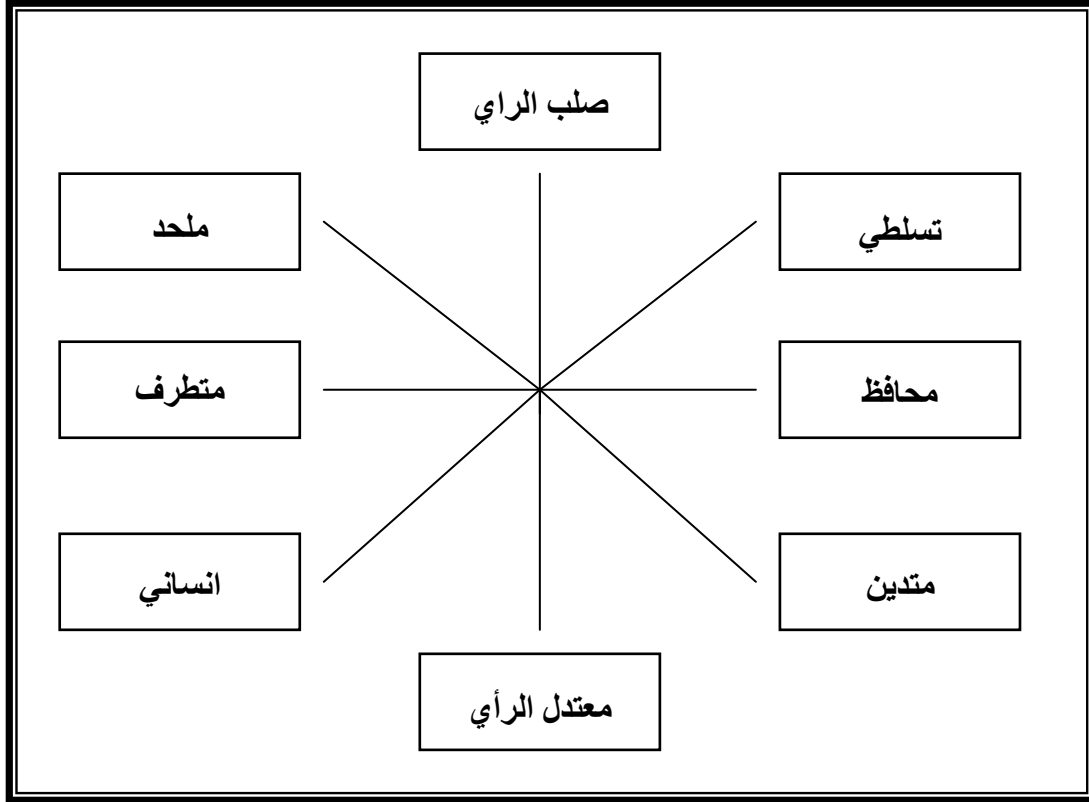 صلب الراي
تسلطي
ملحد
محافظ
متطرف
متدين
انساني
معتدل الرأي